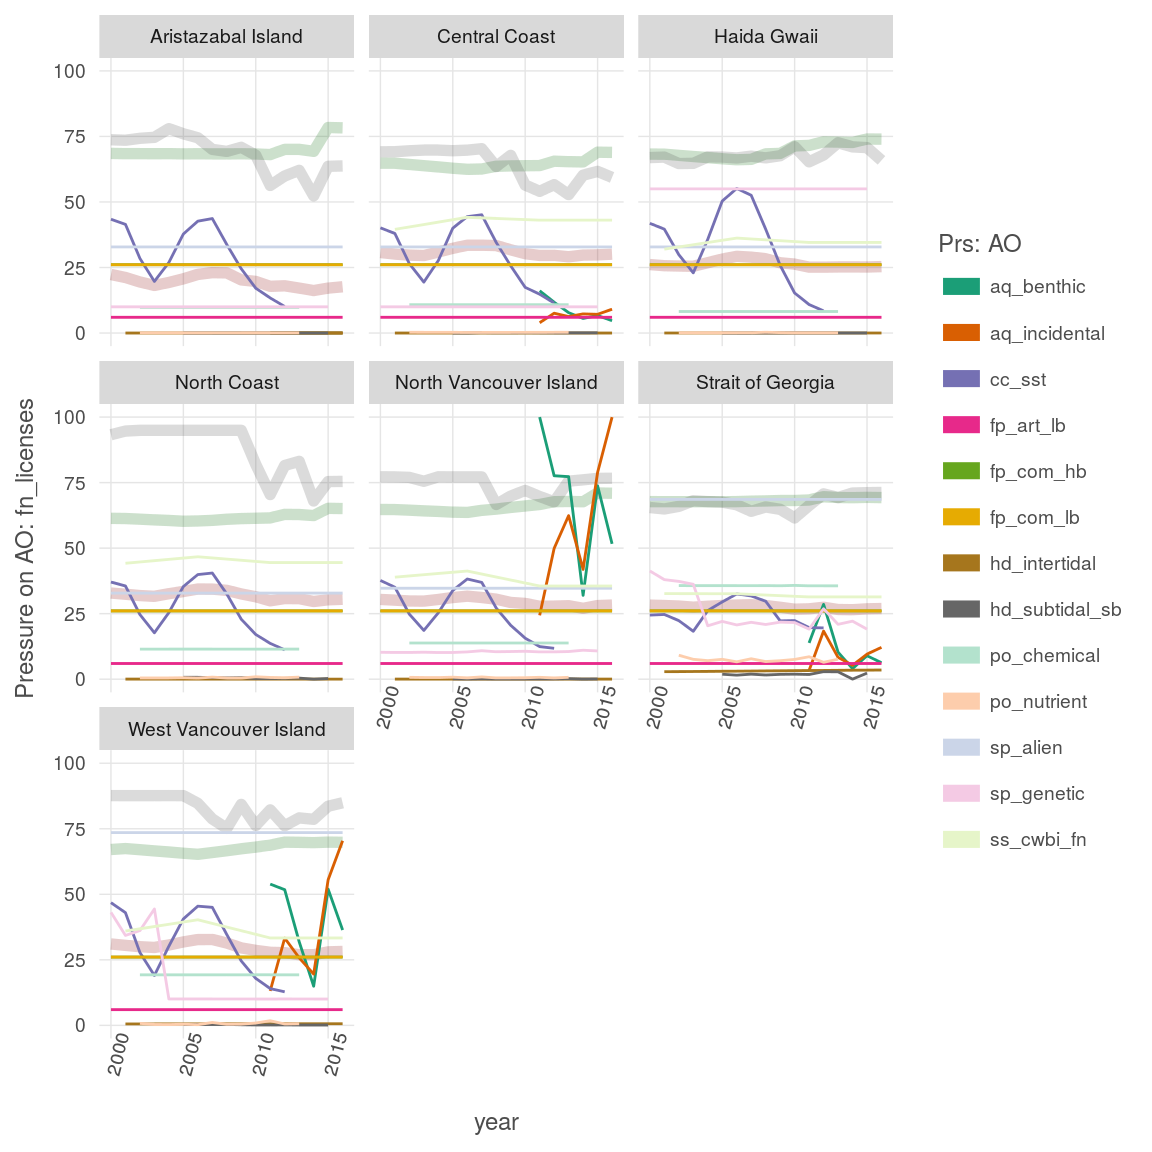 Aristazabal Island
Central Coast
Haida Gwaii
100
75
50
25
0
North Coast
North Vancouver Island
Strait of Georgia
100
75
50
25
0
2000
2005
2010
2015
2000
2005
2010
2015
West Vancouver Island
100
75
50
25
0
2000
2005
2010
2015
year
Pressure on AO: fn_licenses
Prs: AO
aq_benthic
aq_incidental
cc_sst
fp_art_lb
fp_com_hb
fp_com_lb
hd_intertidal
hd_subtidal_sb
po_chemical
po_nutrient
sp_alien
sp_genetic
ss_cwbi_fn